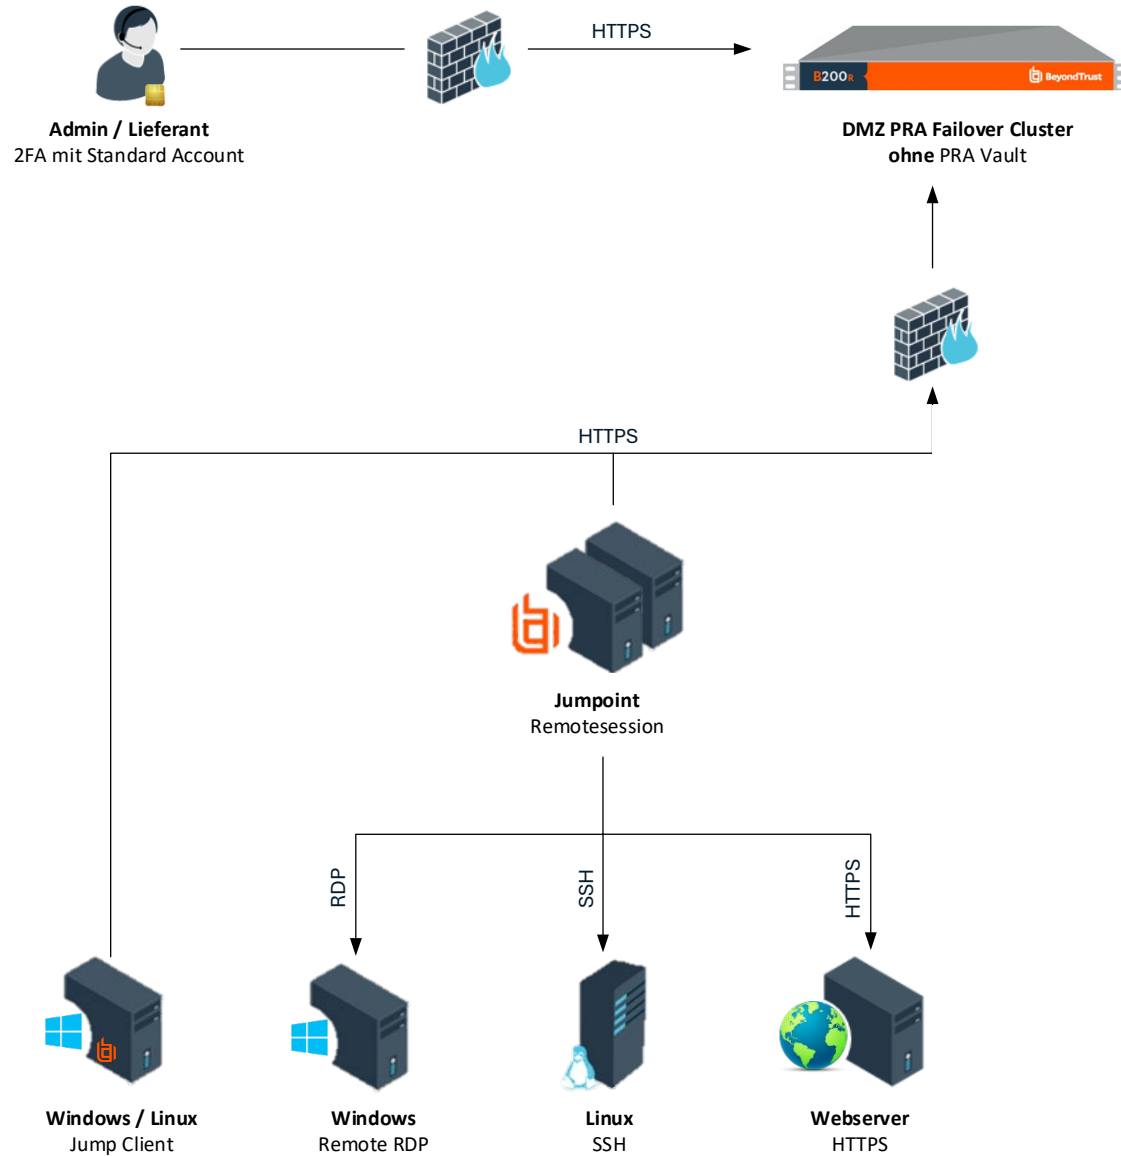 HTTPS
B200R
BeyondTrust
Admin / Lieferant
2FA mit Standard Account
DMZ PRA Failover Cluster
ohne PRA Vault
HTTPS
Jumpoint
Remotesession
RDP
SSH
HTTPS
Windows / Linux
Jump Client
Windows
Remote RDP
Linux
SSH
Webserver
HTTPS